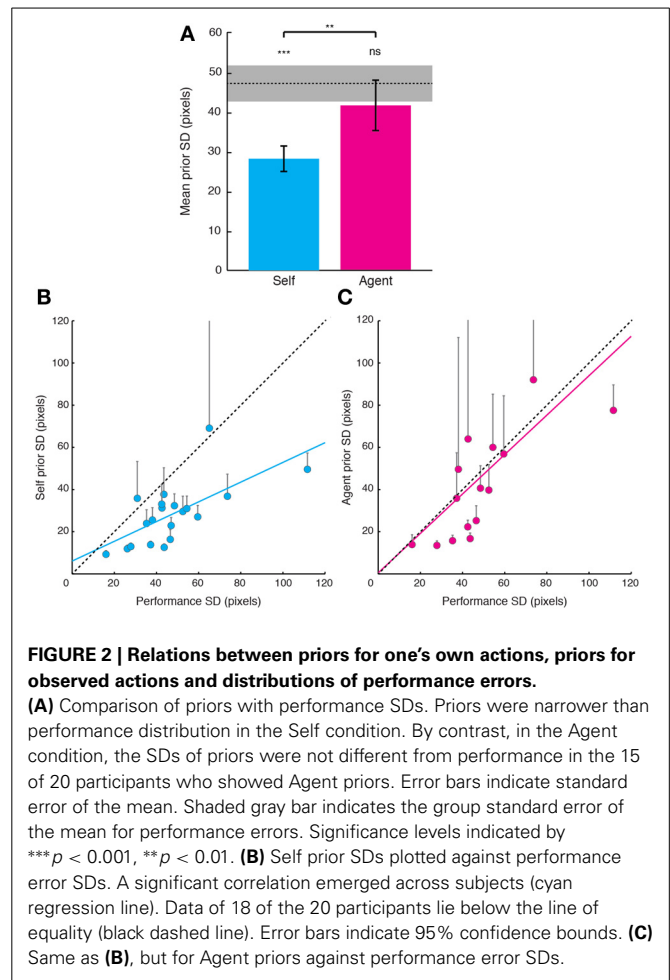 A
**
***
ns
60
50
40
30
20
10
0
Mean prior SD (pixels)
Self
Agent
B
C
120
100
80
60
40
20
0
20
40
60
80
100
120
Self prior SD (pixels)
Performance SD (pixels)
120
100
80
60
40
20
0
20
40
60
80
100
120
Agent prior SD (pixels)
Performance SD (pixels)
FIGURE 2 | Relations between priors for one's own actions, priors for
observed actions and distributions of performance errors.
(A) Comparison of priors with performance SDs. Priors were narrower than
performance distribution in the Self condition. By contrast, in the Agent
condition, the SDs of priors were not different from performance in the 15
of 20 participants who showed Agent priors. Error bars indicate standard
error of the mean. Shaded gray bar indicates the group standard error of
the mean for performance errors. Significance levels indicated by
***p < 0.001, **p < 0.01. (B) Self prior SDs plotted against performance
error SDs. A significant correlation emerged across subjects (cyan
regression line). Data of 18 of the 20 participants lie below the line of
equality (black dashed line). Error bars indicate 95% confidence bounds. (C)
Same as (B), but for Agent priors against performance error SDs.